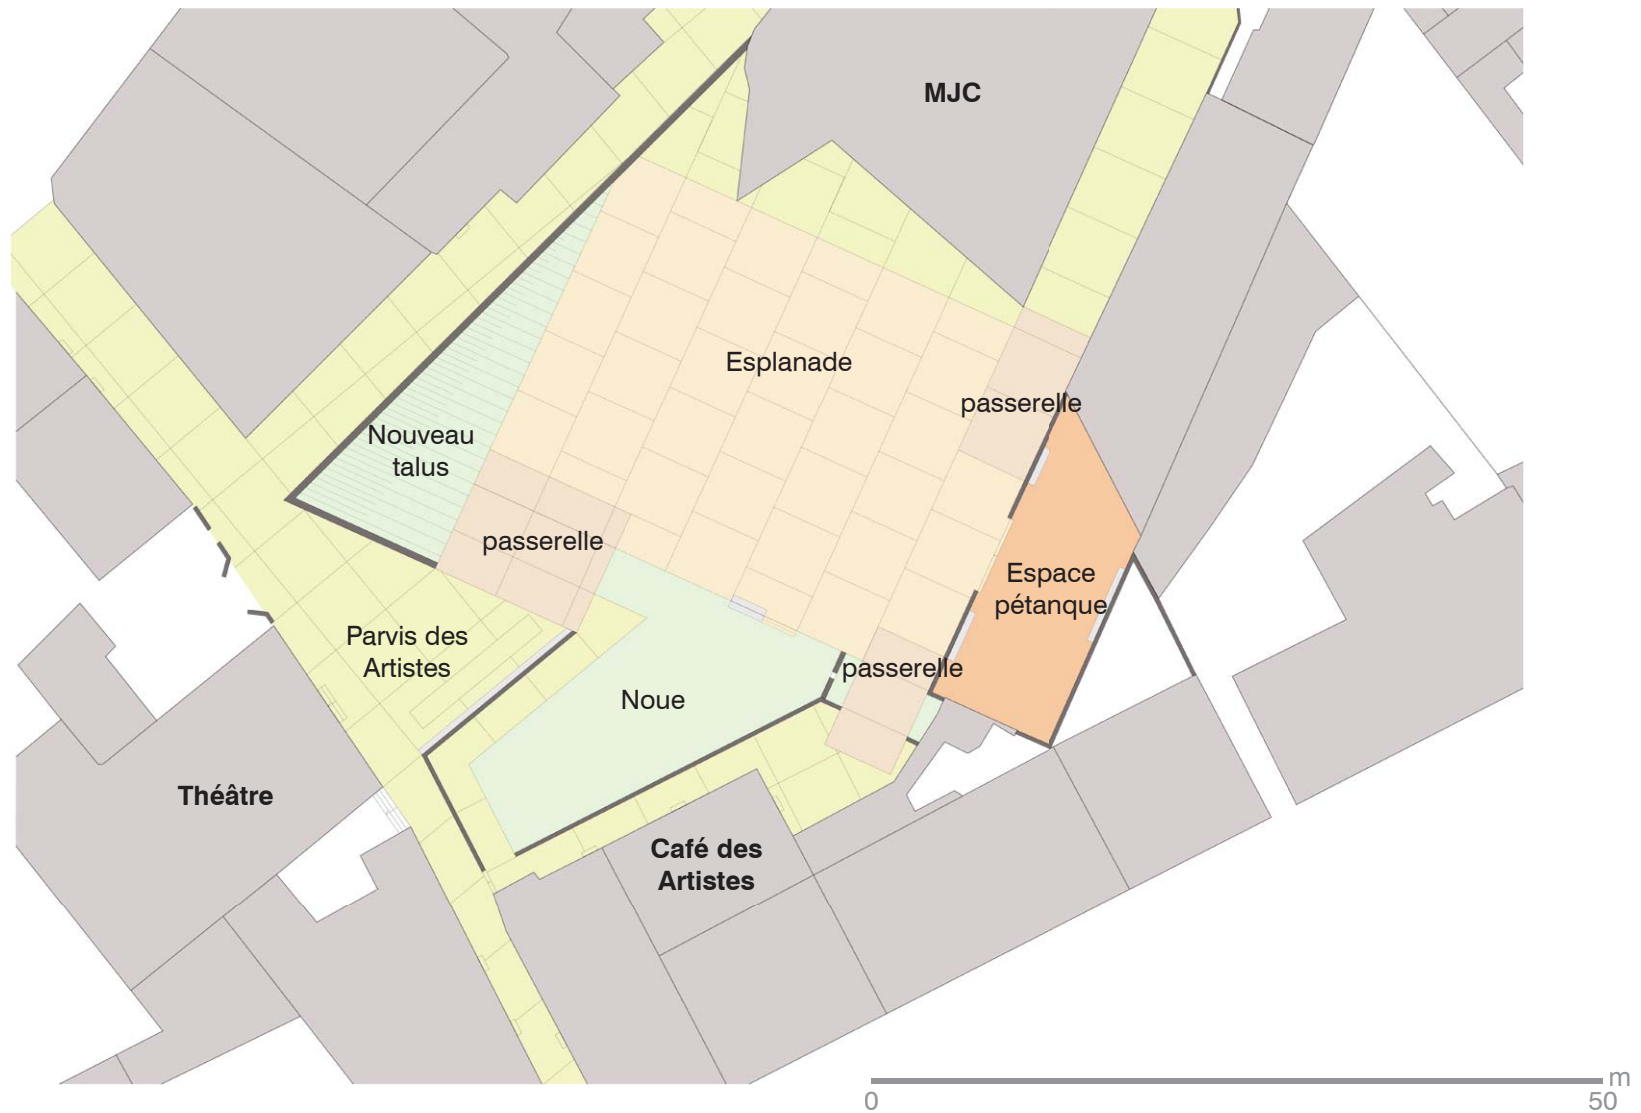 MJC
Esplanade
passerelle
Nouveau
talus
passerelle
Espace
pétanque
Parvis des
Artistes
passerelle
Noue
Théâtre
Café des
Artistes
m
0
50